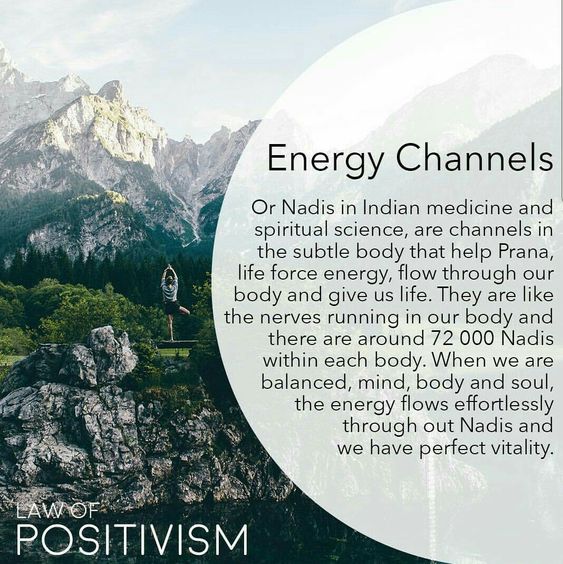 Energy Channels
Or Nadis in Indian medicine and
spiritual science, are channels in
the subtle body that help Prana,
life force energy, flow through our
body and give us life. They are like
the nerves running in our body and
there are around 72 000 Nadis
within each body. When we are
balanced, mind, body and soul,
the energy flows effortlessly
through out Nadis and
we have perfect vitality.
LAW OF
POSITIVISM